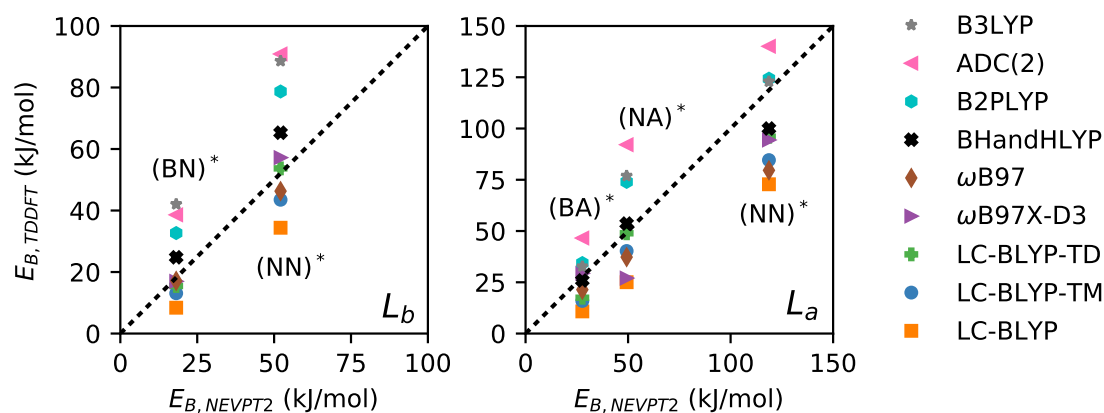 100
80
60
40
20
0
E_{B,TDDFT} (kJ/mol)
(BN)*
(NN)*
L_b
0 25 50 75 100
E_{B,NEVPT2} (kJ/mol)
150
125
100
75
50
25
0
(NA)*
(BA)*
(NN)*
L_a
0 50 100 150
E_{B,NEVPT2} (kJ/mol)
B3LYP
ADC(2)
B2PLYP
BHandHLYP
ωB97
ωB97X-D3
LC-BLYP-TD
LC-BLYP-TM
LC-BLYP